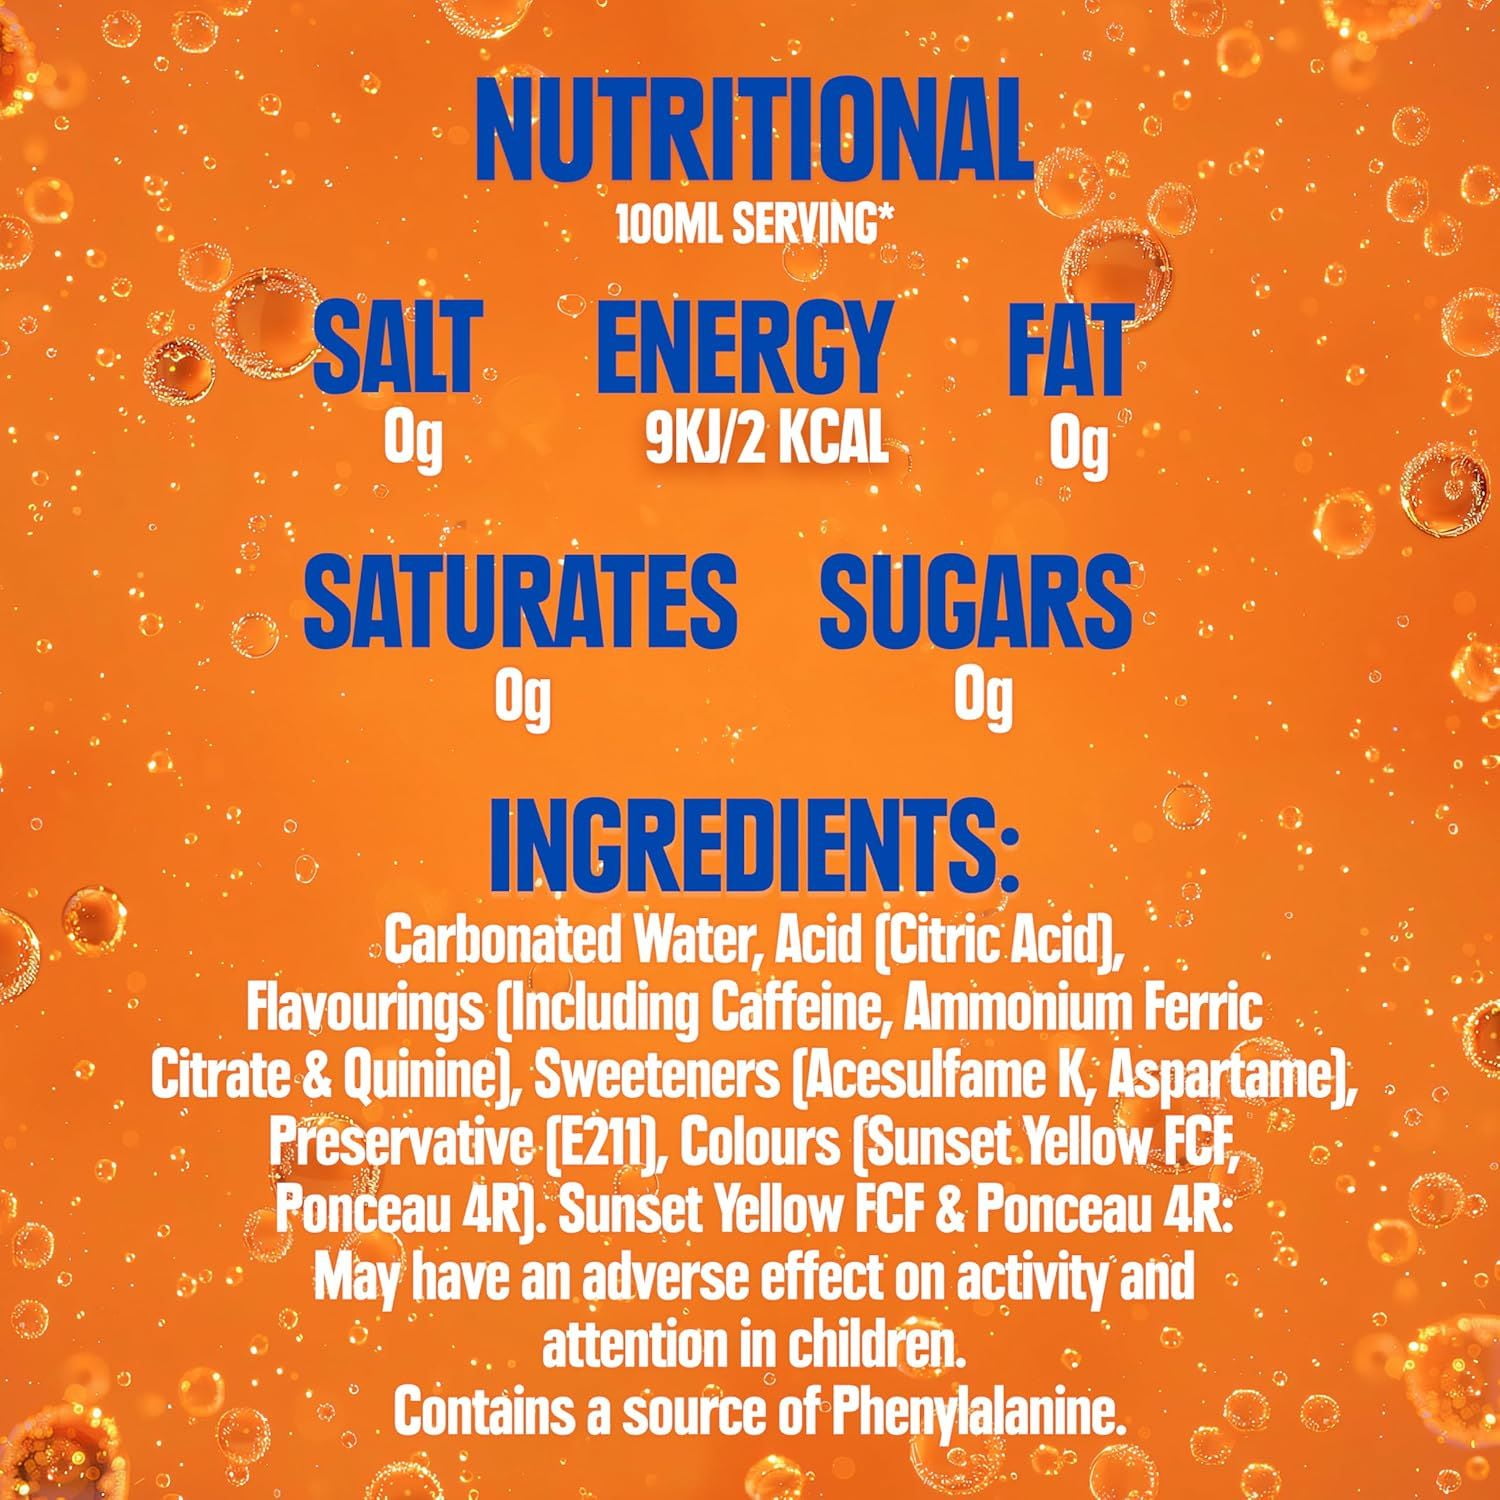 NUTRITIONAL
100ML SERVING*
SALT ENERGY FAT
0g 9KJ/2 KCAL 0g
SATURATES SUGARS
0g 0g
INGREDIENTS:
Carbonated Water, Acid (Citric Acid),
Flavourings (Including Caffeine, Ammonium Ferric
Citrate & Quinine), Sweeteners (Acesulfame K, Aspartame),
Preservative (E211), Colours (Sunset Yellow FCF,
Ponceau 4R). Sunset Yellow FCF & Ponceau 4R:
May have an adverse effect on activity and
attention in children.
Contains a source of Phenylalanine.